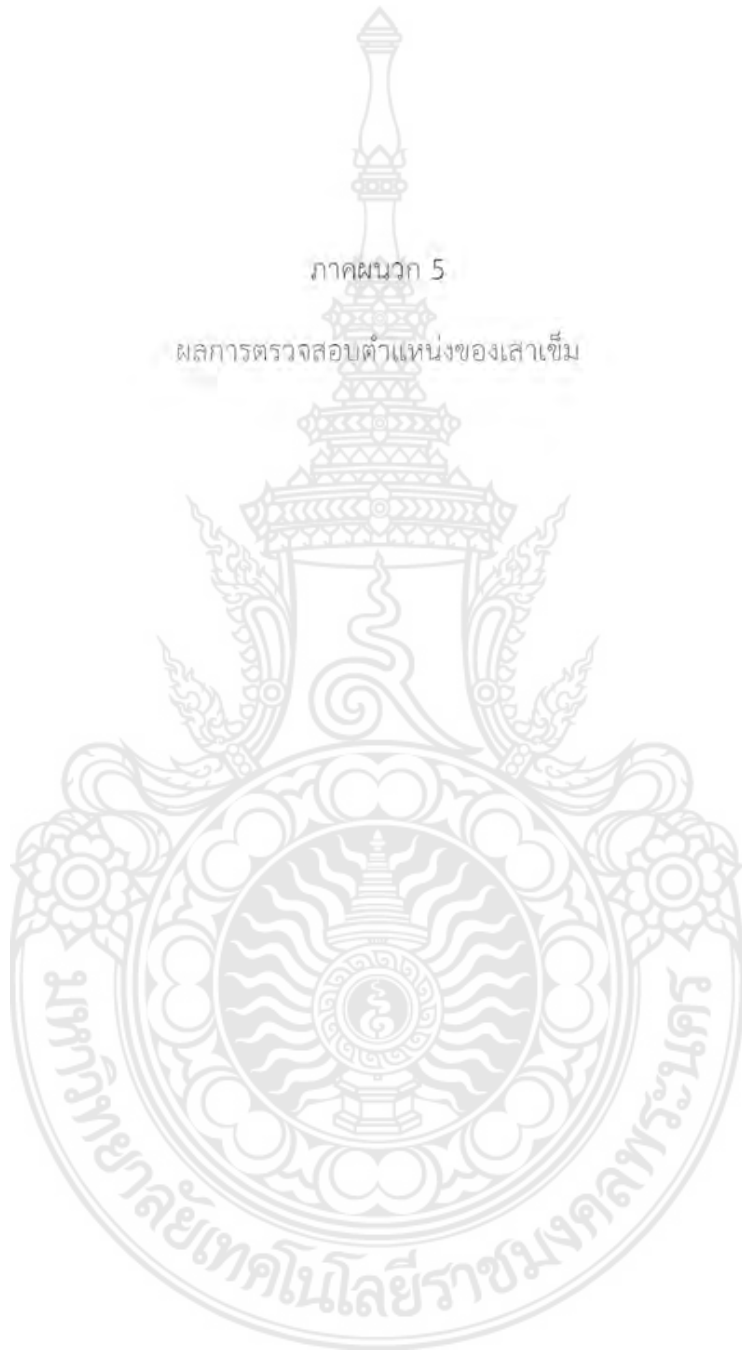 ภาคผนวก 5
ผลการตรวจสอบตำแหน่งของเสาเข็ม
มหาวิทยาลัยเทคโนโลยีราชมงคลพระนคร